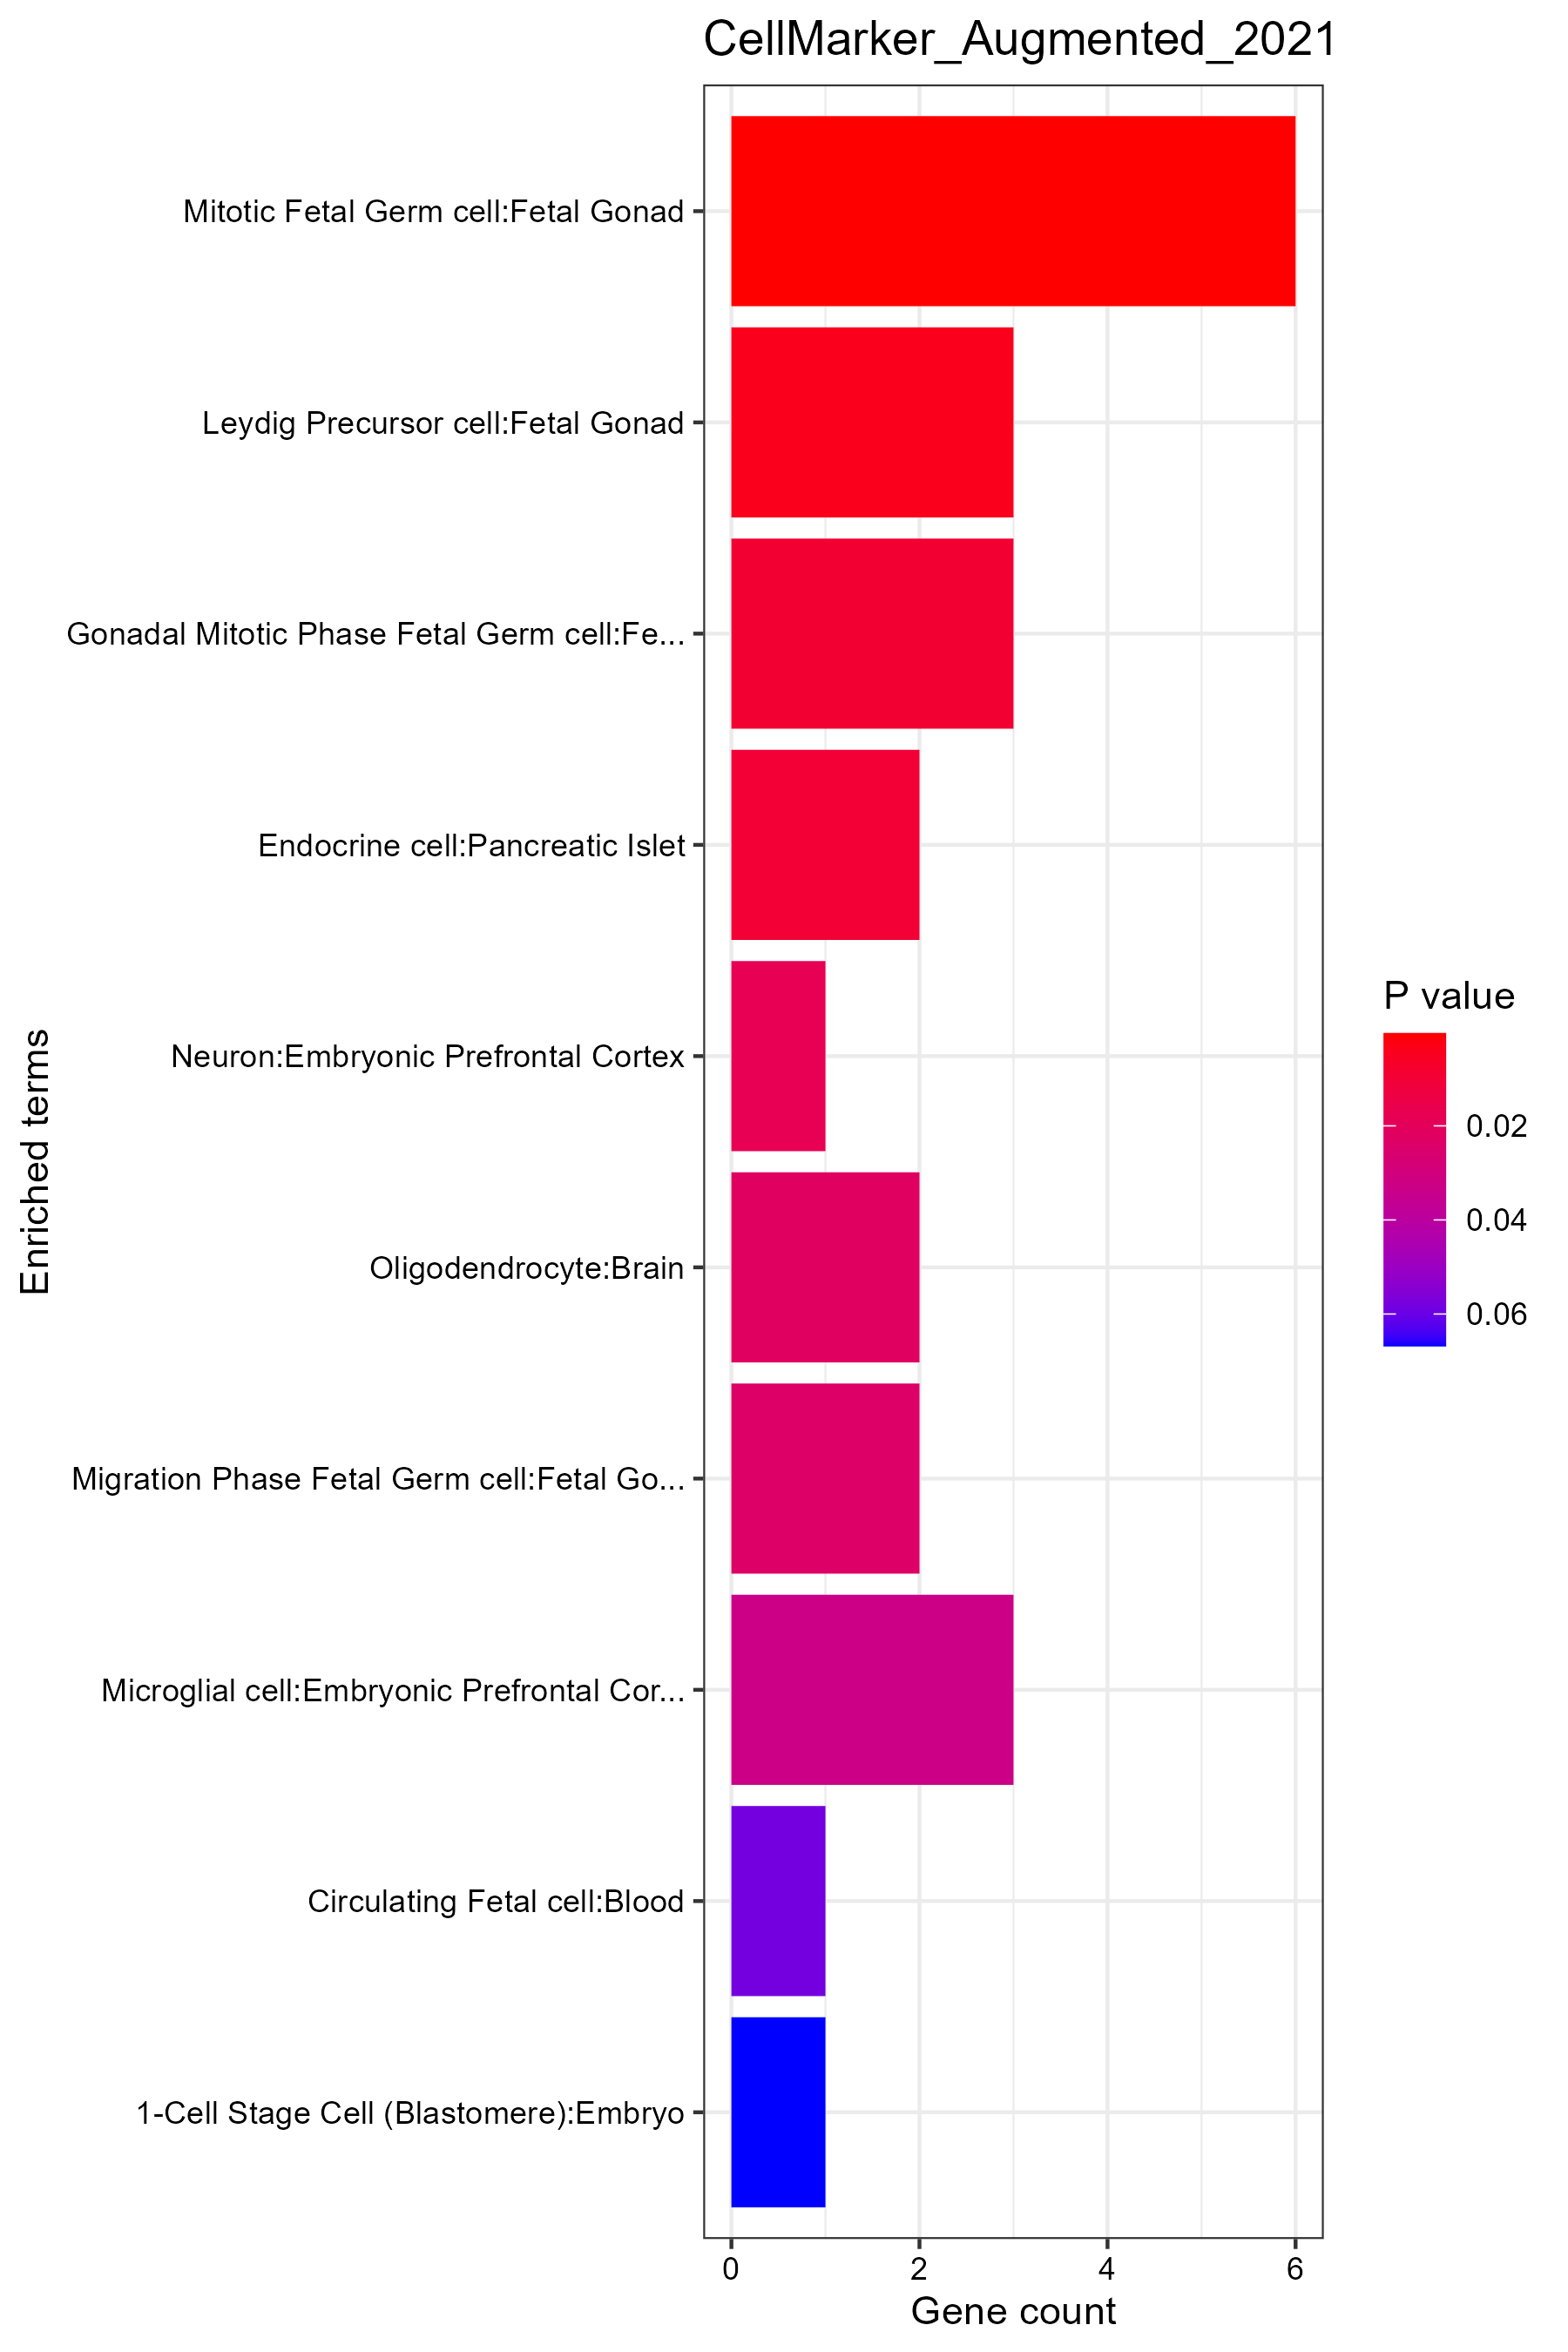 CellMarker_Augmented_2021
Mitotic Fetal Germ cell:Fetal Gonad
Leydig Precursor cell:Fetal Gonad
Gonadal Mitotic Phase Fetal Germ cell:Fe...
Endocrine cell:Pancreatic Islet
Neuron:Embryonic Prefrontal Cortex
Oligodendrocyte:Brain
Migration Phase Fetal Germ cell:Fetal Go...
Microglial cell:Embryonic Prefrontal Cor...
Circulating Fetal cell:Blood
1-Cell Stage Cell (Blastomere):Embryo
Enriched terms
0 2 4 6
Gene count
P value
0.02
0.04
0.06